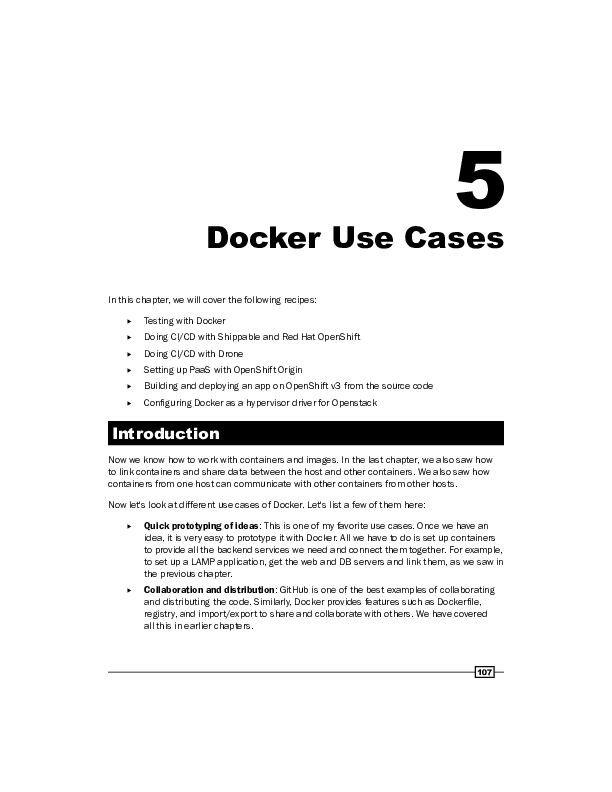 5
Docker Use Cases
In this chapter, we will cover the following recipes:
▸ Testing with Docker
▸ Doing CI/CD with Shippable and Red Hat OpenShift
▸ Doing CI/CD with Drone
▸ Setting up PaaS with OpenShift Origin
▸ Building and deploying an app on OpenShift v3 from the source code
▸ Configuring Docker as a hypervisor driver for Openstack
Introduction
Now we know how to work with containers and images. In the last chapter, we also saw how
to link containers and share data between the host and other containers. We also saw how
containers from one host can communicate with other containers from other hosts.
Now let's look at different use cases of Docker. Let's list a few of them here:
▸ Quick prototyping of ideas: This is one of my favorite use cases. Once we have an
idea, it is very easy to prototype it with Docker. All we have to do is set up containers
to provide all the backend services we need and connect them together. For example,
to set up a LAMP application, get the web and DB servers and link them, as we saw in
the previous chapter.
▸ Collaboration and distribution: GitHub is one of the best examples of collaborating
and distributing the code. Similarly, Docker provides features such as Dockerfile,
registry, and import/export to share and collaborate with others. We have covered
all this in earlier chapters.
107